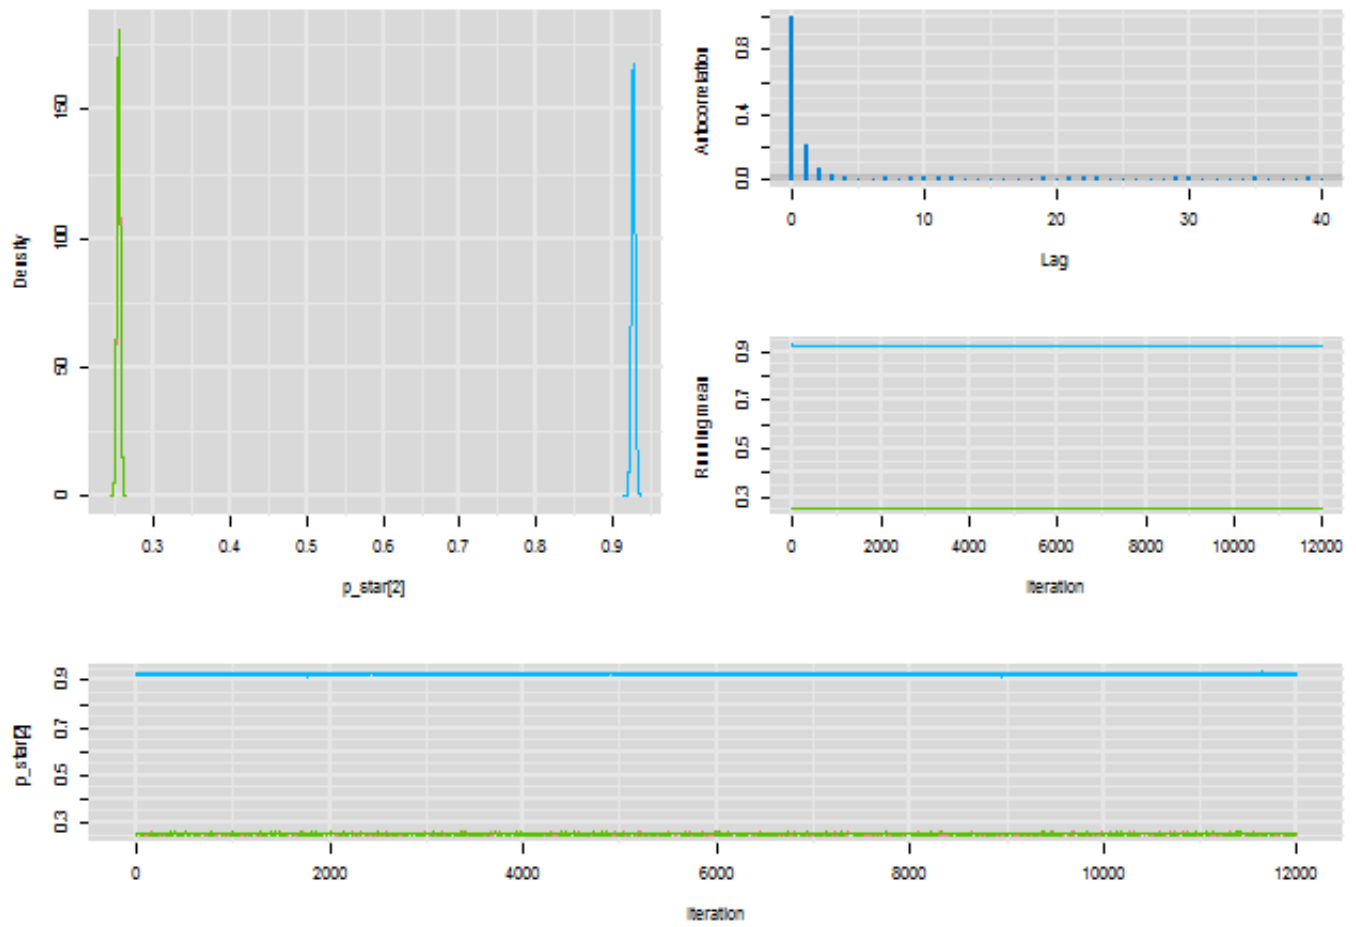 Density
150
100
50
0
0.3 0.4 0.5 0.6 0.7 0.8 0.9
p_star[2]
Autocorrelation
0.8
0.4
0.0
0 10 20 30 40
Lag
Running mean
0.9
0.7
0.5
0.3
0 2000 4000 6000 8000 10000 12000
Iteration
p_star[2]
0.9
0.7
0.5
0.3
0 2000 4000 6000 8000 10000 12000
Iteration